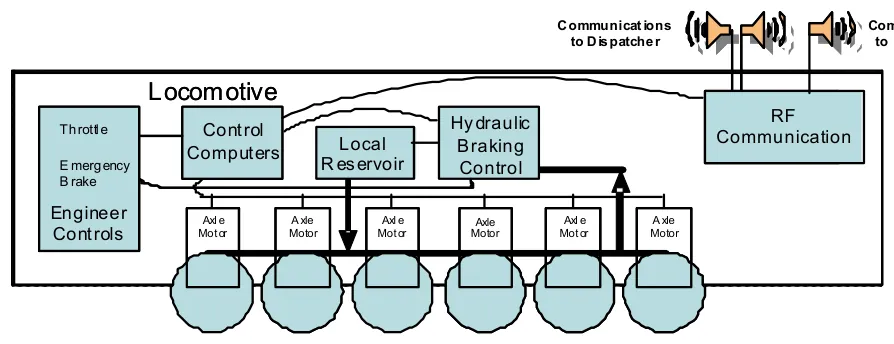 Communications
to Dispatcher
Com
to
Locomotive
Throttle
Emergency
Brake
Engineer
Controls
Control
Computers
Local
Reservoir
Hydraulic
Braking
Control
RF
Communication
Axle
Motor
Axle
Motor
Axle
Motor
Axle
Motor
Axle
Motor
Axle
Motor